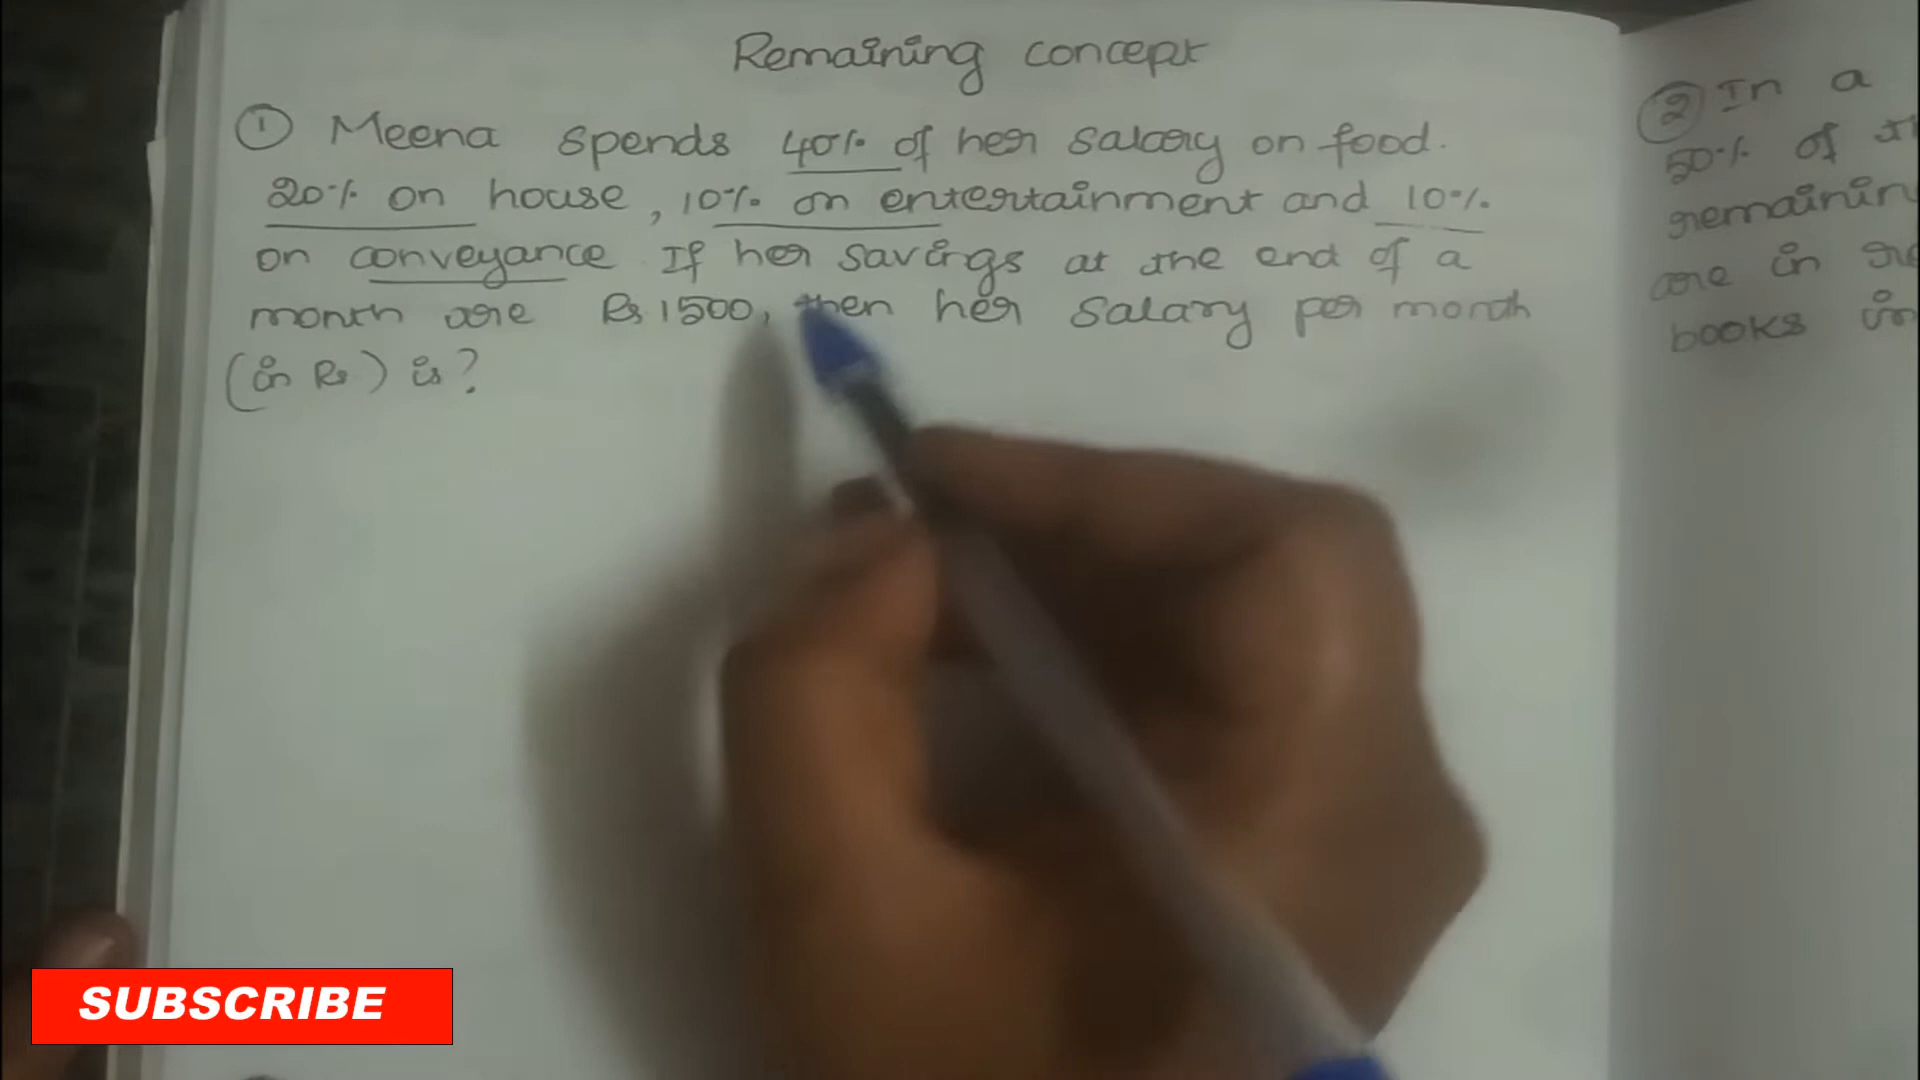 Remaining concept
① Meena spends 40% of her salary on food.
20% on house, 10% on entertainment and 10%
on conveyance If her savings at the end of a
month are Rs 1500, then her salary per month
(in Rs) is?
② In a
50% of
remainin
are in
books in
SUBSCRIBE